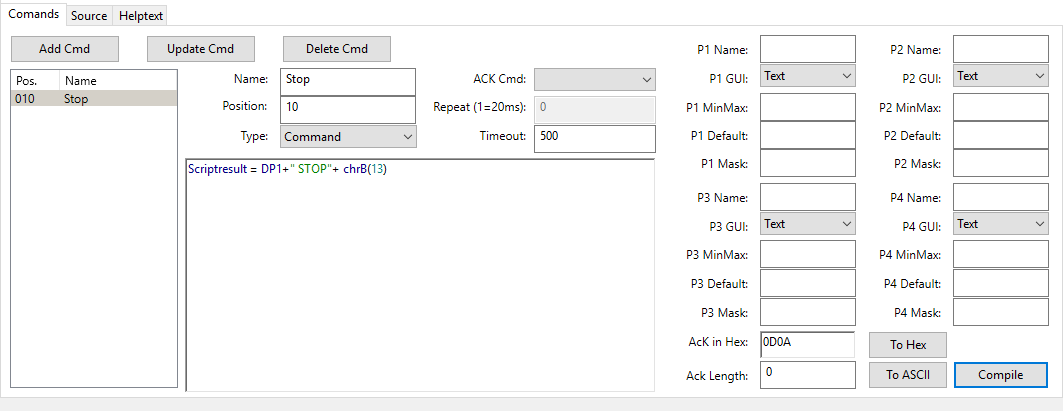 Comands Source Helptext
Add Cmd Update Cmd Delete Cmd
Pos. Name
010 Stop
Name: Stop ACK Cmd:
Position: 10 Repeat (1=20ms): 0
Type: Command Timeout: 500
Scriptresult = DP1+" STOP"+ chrB(13)
P1 Name: P2 Name:
P1 GUI: Text P2 GUI: Text
P1 MinMax: P2 MinMax:
P1 Default: P2 Default:
P1 Mask: P2 Mask:
P3 Name: P4 Name:
P3 GUI: Text P4 GUI: Text
P3 MinMax: P4 MinMax:
P3 Default: P4 Default:
P3 Mask: P4 Mask:
AcK in Hex: 0D0A To Hex
Ack Length: 0 To ASCII Compile